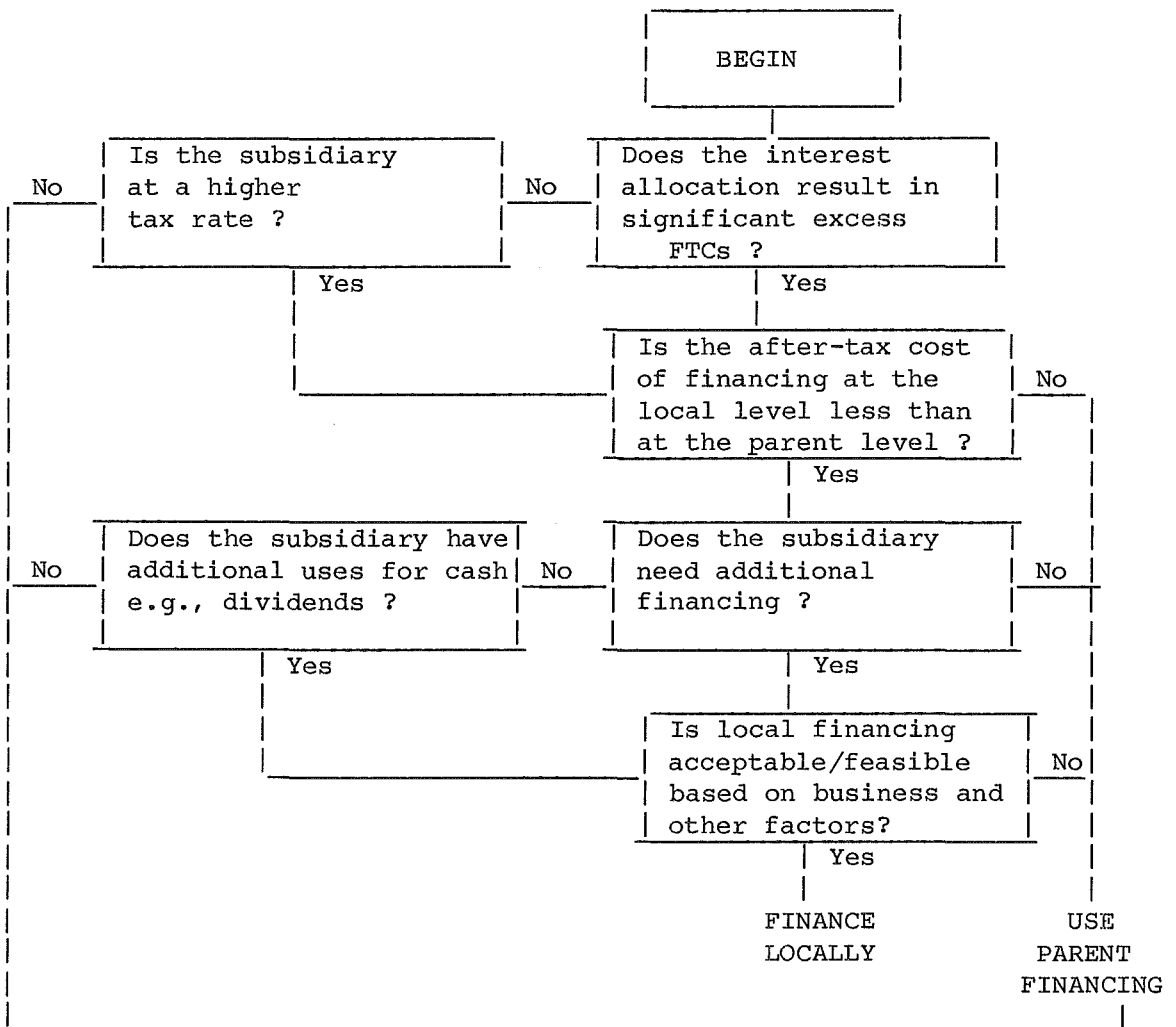 BEGIN
Is the subsidiary
at a higher
tax rate ?
No
No
Does the interest
allocation result in
significant excess
FTCs ?
Yes
Yes
Is the after-tax cost
of financing at the
local level less than
at the parent level ?
No
Yes
Does the subsidiary have
additional uses for cash
e.g., dividends ?
No
No
Does the subsidiary
need additional
financing ?
No
Yes
Yes
Is local financing
acceptable/feasible
based on business and
other factors?
No
Yes
FINANCE
LOCALLY
USE
PARENT
FINANCING